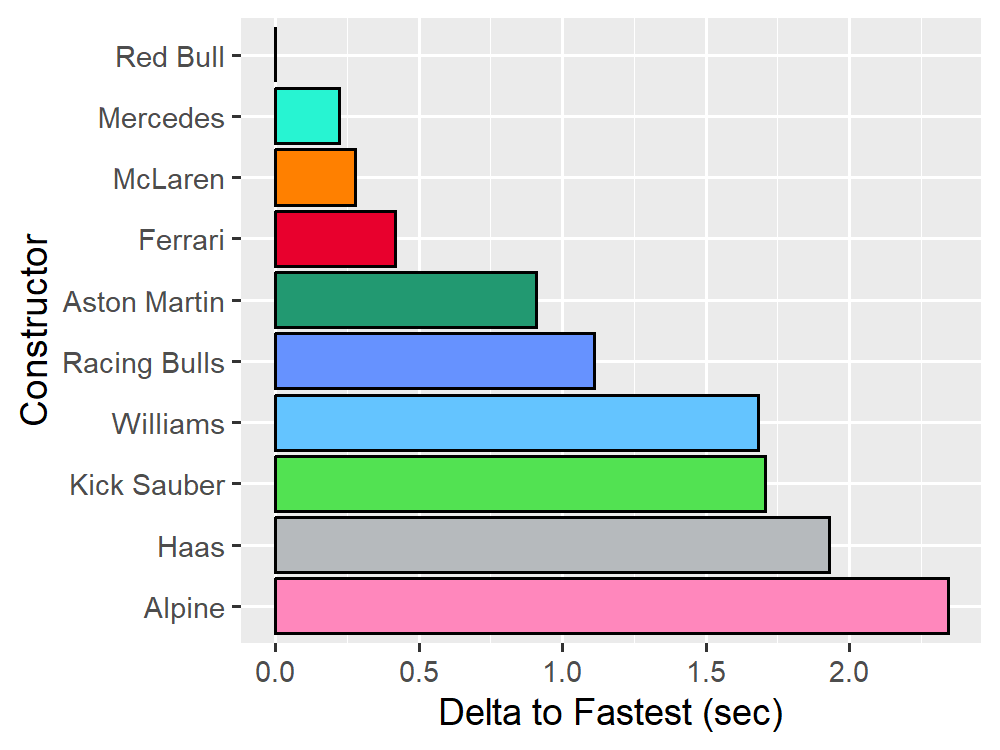 Red Bull
Mercedes
McLaren
Ferrari
Aston Martin
Racing Bulls
Williams
Kick Sauber
Haas
Alpine
Constructor
0.0 0.5 1.0 1.5 2.0
Delta to Fastest (sec)